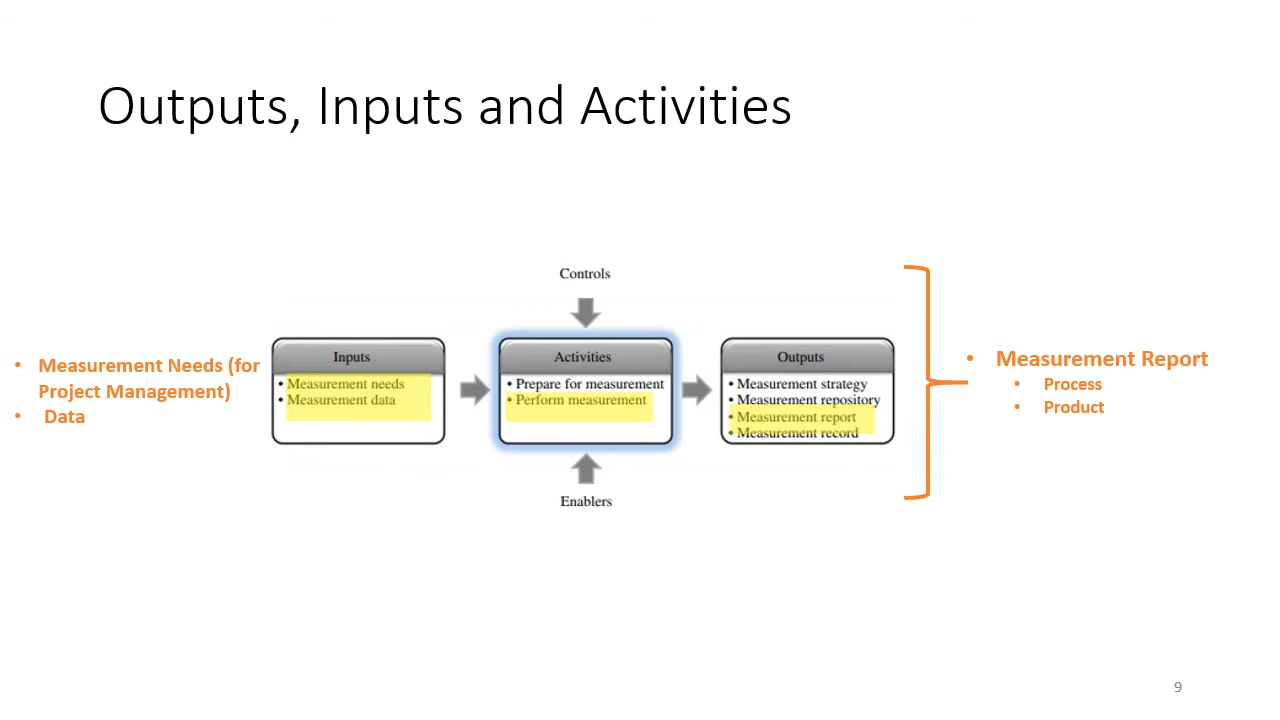 Outputs, Inputs and Activities
Controls
• Measurement Needs (for
Project Management)
• Data
Inputs
• Measurement needs
• Measurement data
Activities
• Prepare for measurement
• Perform measurement
Outputs
• Measurement strategy
• Measurement repository
• Measurement report
• Measurement record
Enablers
• Measurement Report
• Process
• Product
9